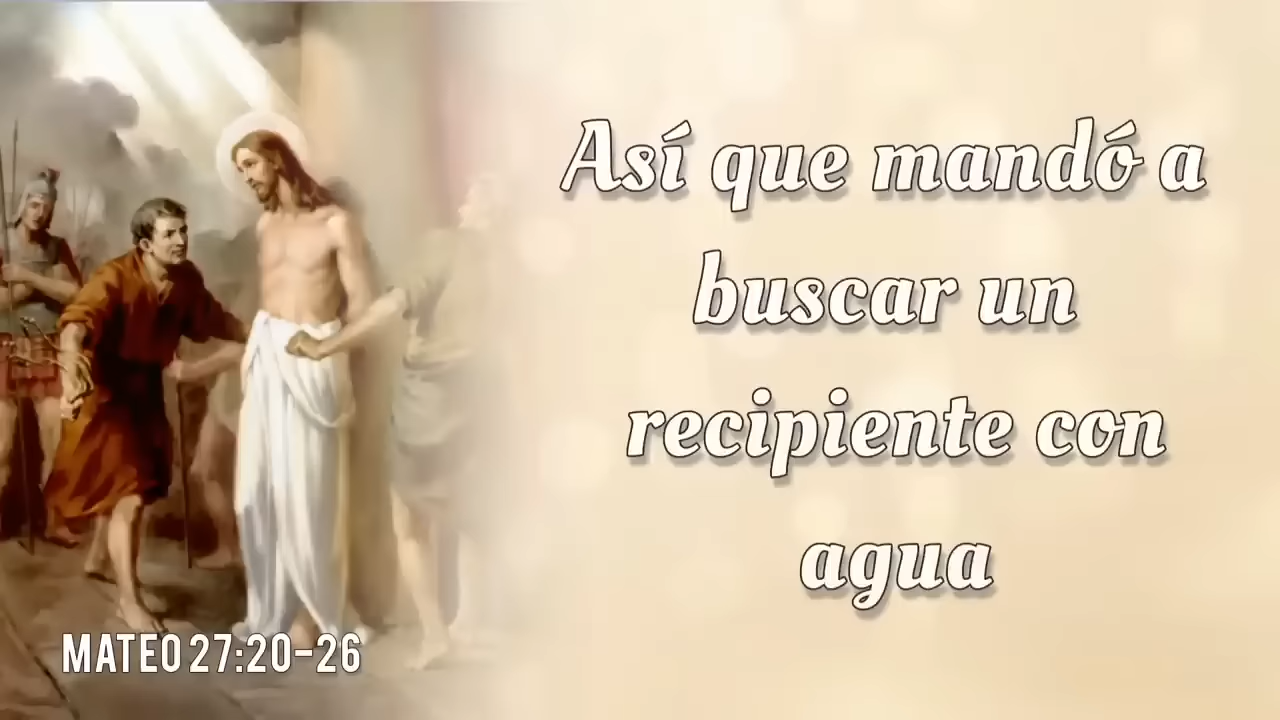 Así que mandó a
buscar un
recipiente con
agua
MATEO 27:20-26